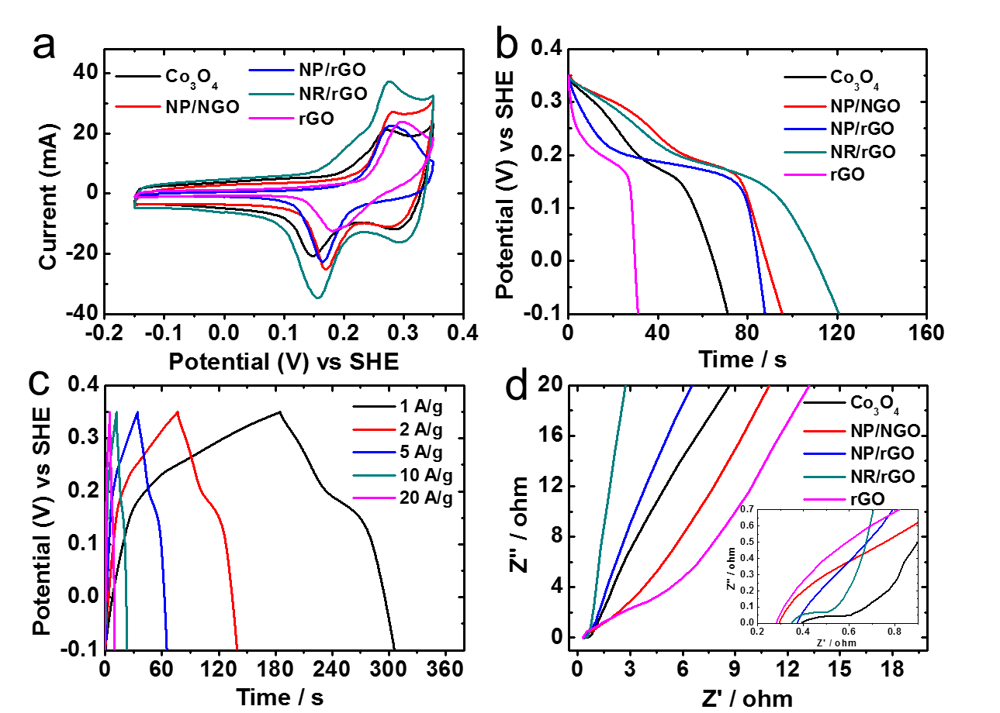 a
Current (mA)
40
20
0
-20
-40
Co₃O₄
NP/NGO
NP/rGO
NR/rGO
rGO
-0.2 -0.1 0.0 0.1 0.2 0.3 0.4
Potential (V) vs SHE
b
Potential (V) vs SHE
0.4
0.3
0.2
0.1
0.0
-0.1
Co₃O₄
NP/NGO
NP/rGO
NR/rGO
rGO
0 40 80 120 160
Time / s
c
Potential (V) vs SHE
0.4
0.3
0.2
0.1
0.0
-0.1
1 A/g
2 A/g
5 A/g
10 A/g
20 A/g
0 60 120 180 240 300 360
Time / s
d
Z'' / ohm
20
16
12
8
4
0
Co₃O₄
NP/NGO
NP/rGO
NR/rGO
rGO
Z'' / ohm
0.7
0.6
0.5
0.4
0.3
0.2
0.1
0.0
0.2 0.4 0.6 0.8
Z' / ohm
0 3 6 9 12 15 18
Z' / ohm